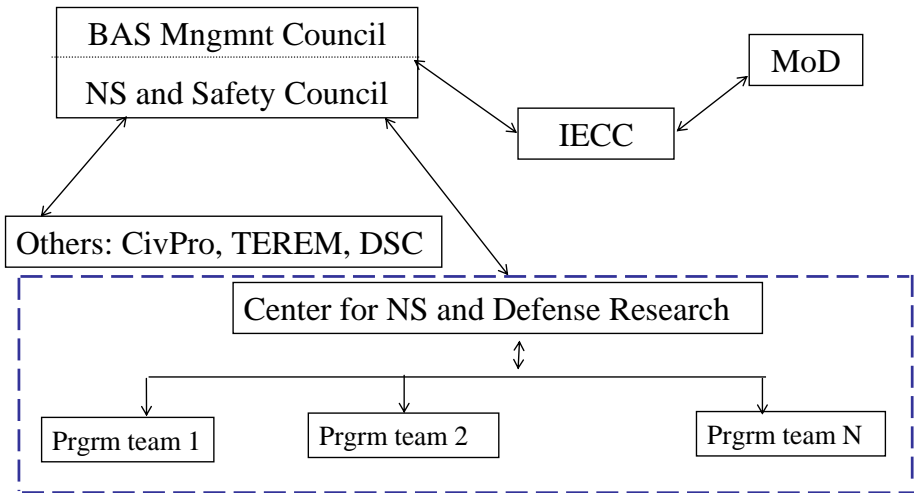 BAS Mngmnt Council
NS and Safety Council
MoD
IECC
Others: CivPro, TEREM, DSC
Center for NS and Defense Research
Prgrm team 1
Prgrm team 2
Prgrm team N